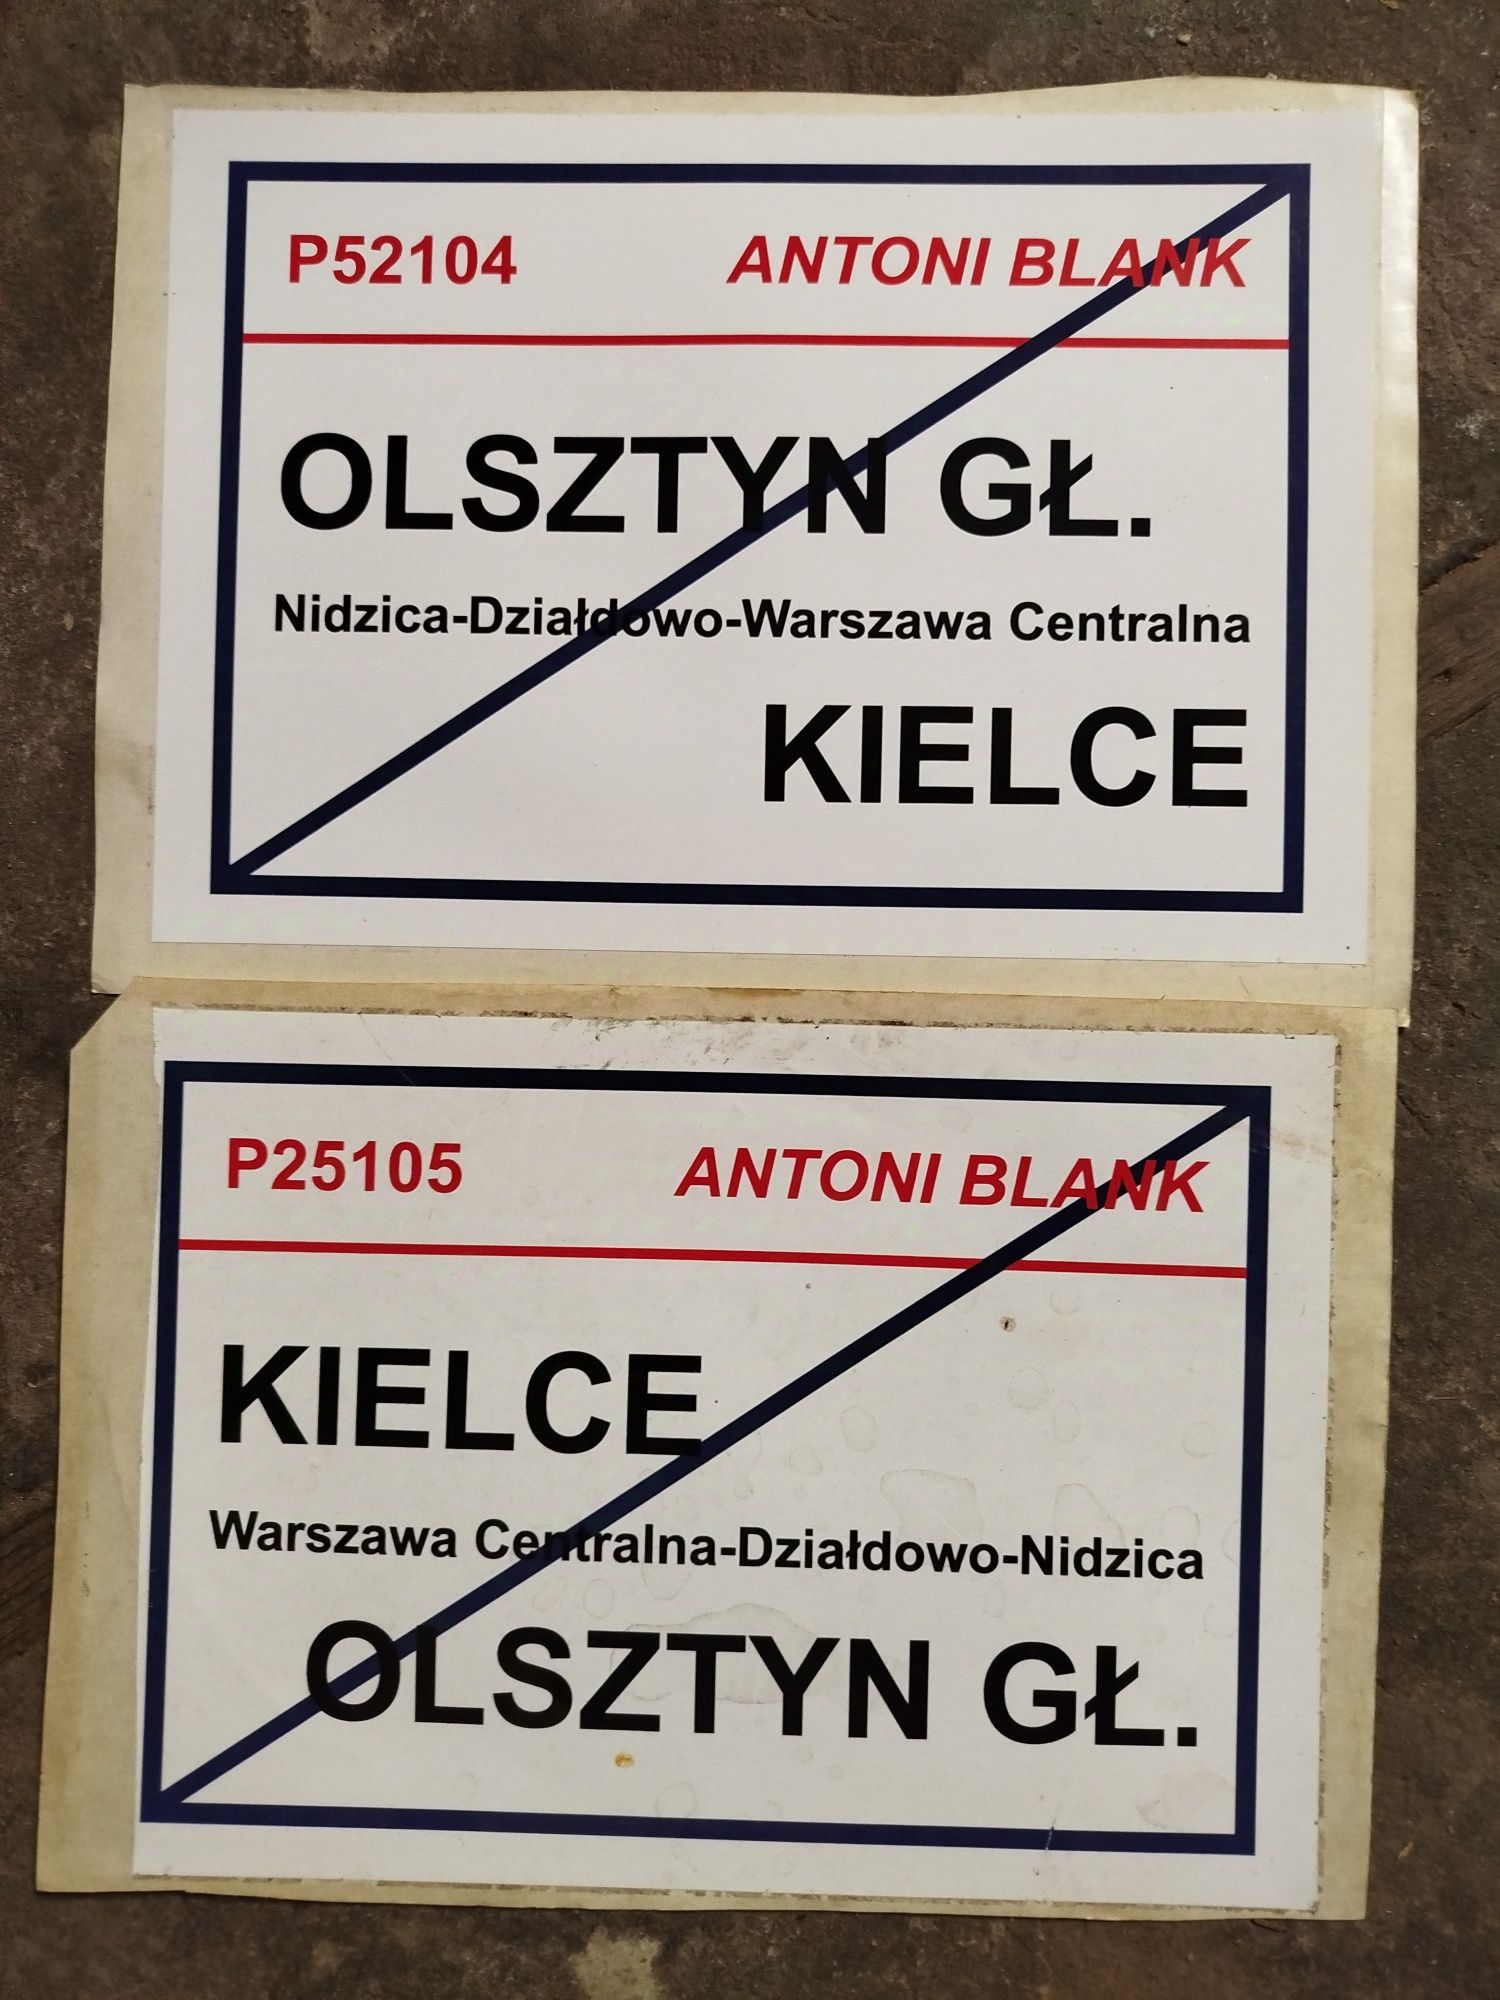 P52104 ANTONI BLANK
OLSZTYN GŁ.
Nidzica-Działdowo-Warszawa Centralna
KIELCE
P25105 ANTONI BLANK
KIELCE
Warszawa Centralna-Działdowo-Nidzica
OLSZTYN GŁ.